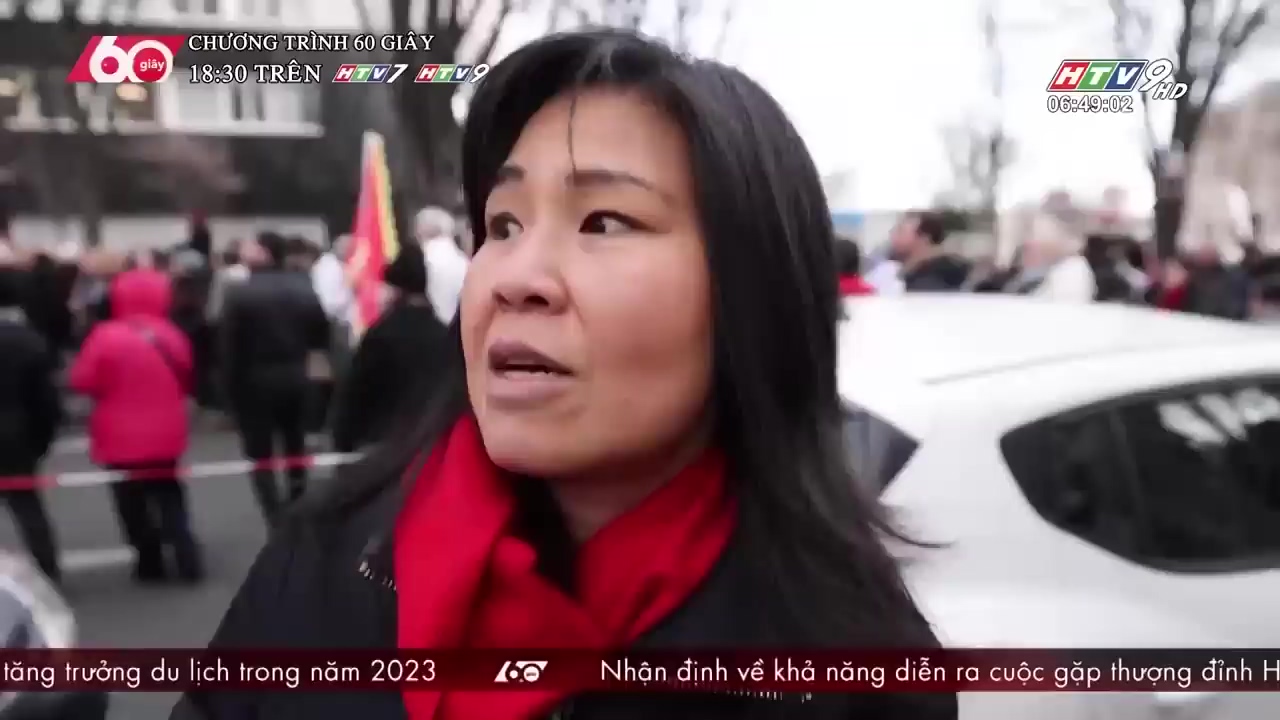 60 giây
CHƯƠNG TRÌNH 60 GIÂY
18:30 TRÊN HTV7 HTV9
HTV9 HD
06:49:02
tăng trưởng du lịch trong năm 2023 60 Nhận định về khả năng diễn ra cuộc gặp thượng đỉnh H